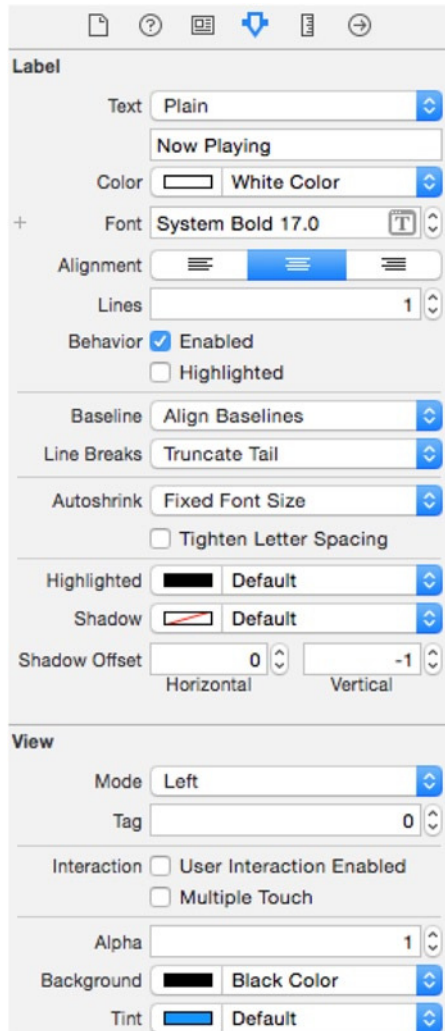 Label
Text Plain
Now Playing
Color White Color
+ Font System Bold 17.0 T
Alignment
Lines 1
Behavior Enabled
Highlighted
Baseline Align Baselines
Line Breaks Truncate Tail
Autoshrink Fixed Font Size
Tighten Letter Spacing
Highlighted Default
Shadow Default
Shadow Offset 0 -1
Horizontal Vertical
View
Mode Left
Tag 0
Interaction User Interaction Enabled
Multiple Touch
Alpha 1
Background Black Color
Tint Default